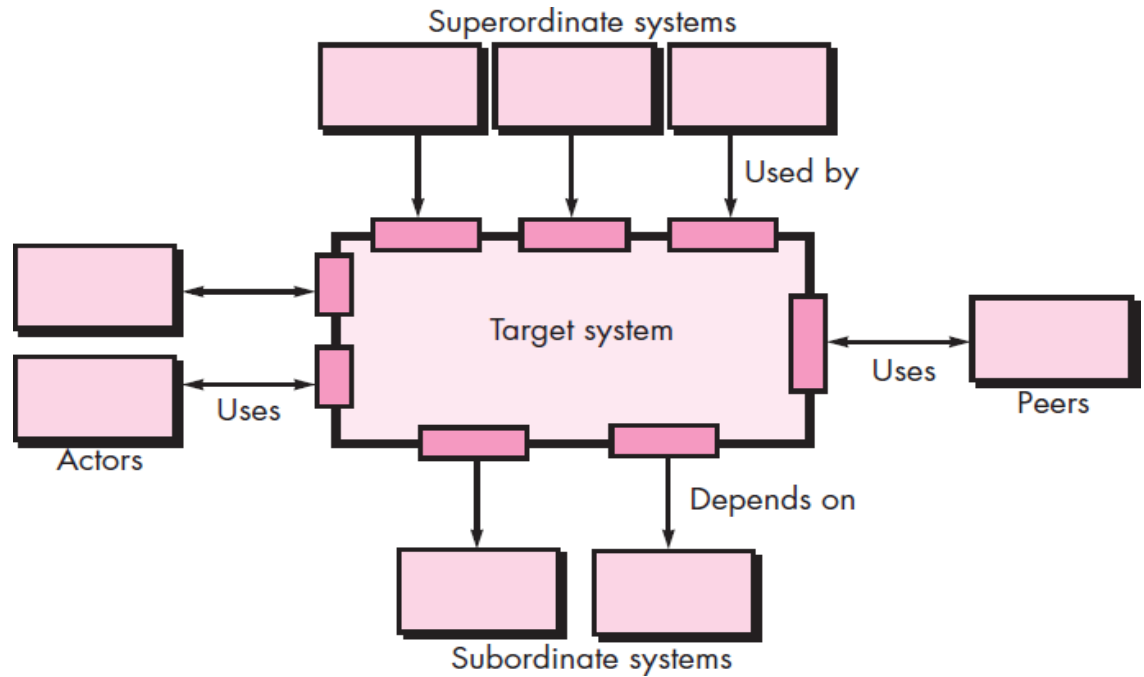 Superordinate systems
Used by
Target system
Uses
Uses
Peers
Actors
Depends on
Subordinate systems